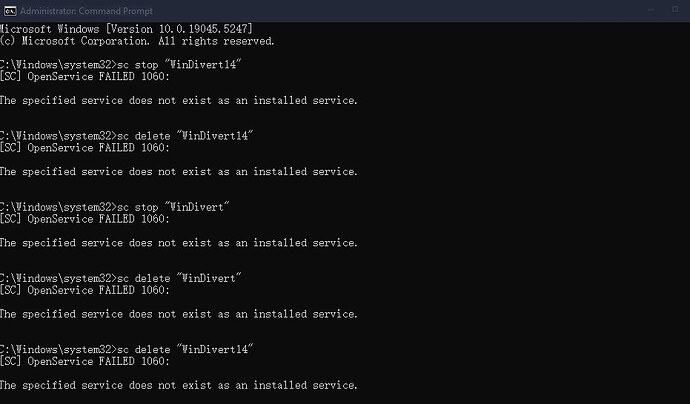 Administrator: Command Prompt
Microsoft Windows [Version 10.0.19045.5247]
(c) Microsoft Corporation. All rights reserved.
C:\Windows\system32>sc stop "WinDivert14"
[SC] OpenService FAILED 1060:
The specified service does not exist as an installed service.
C:\Windows\system32>sc delete "WinDivert14"
[SC] OpenService FAILED 1060:
The specified service does not exist as an installed service.
C:\Windows\system32>sc stop "WinDivert"
[SC] OpenService FAILED 1060:
The specified service does not exist as an installed service.
C:\Windows\system32>sc delete "WinDivert"
[SC] OpenService FAILED 1060:
The specified service does not exist as an installed service.
C:\Windows\system32>sc delete "WinDivert14"
[SC] OpenService FAILED 1060:
The specified service does not exist as an installed service.